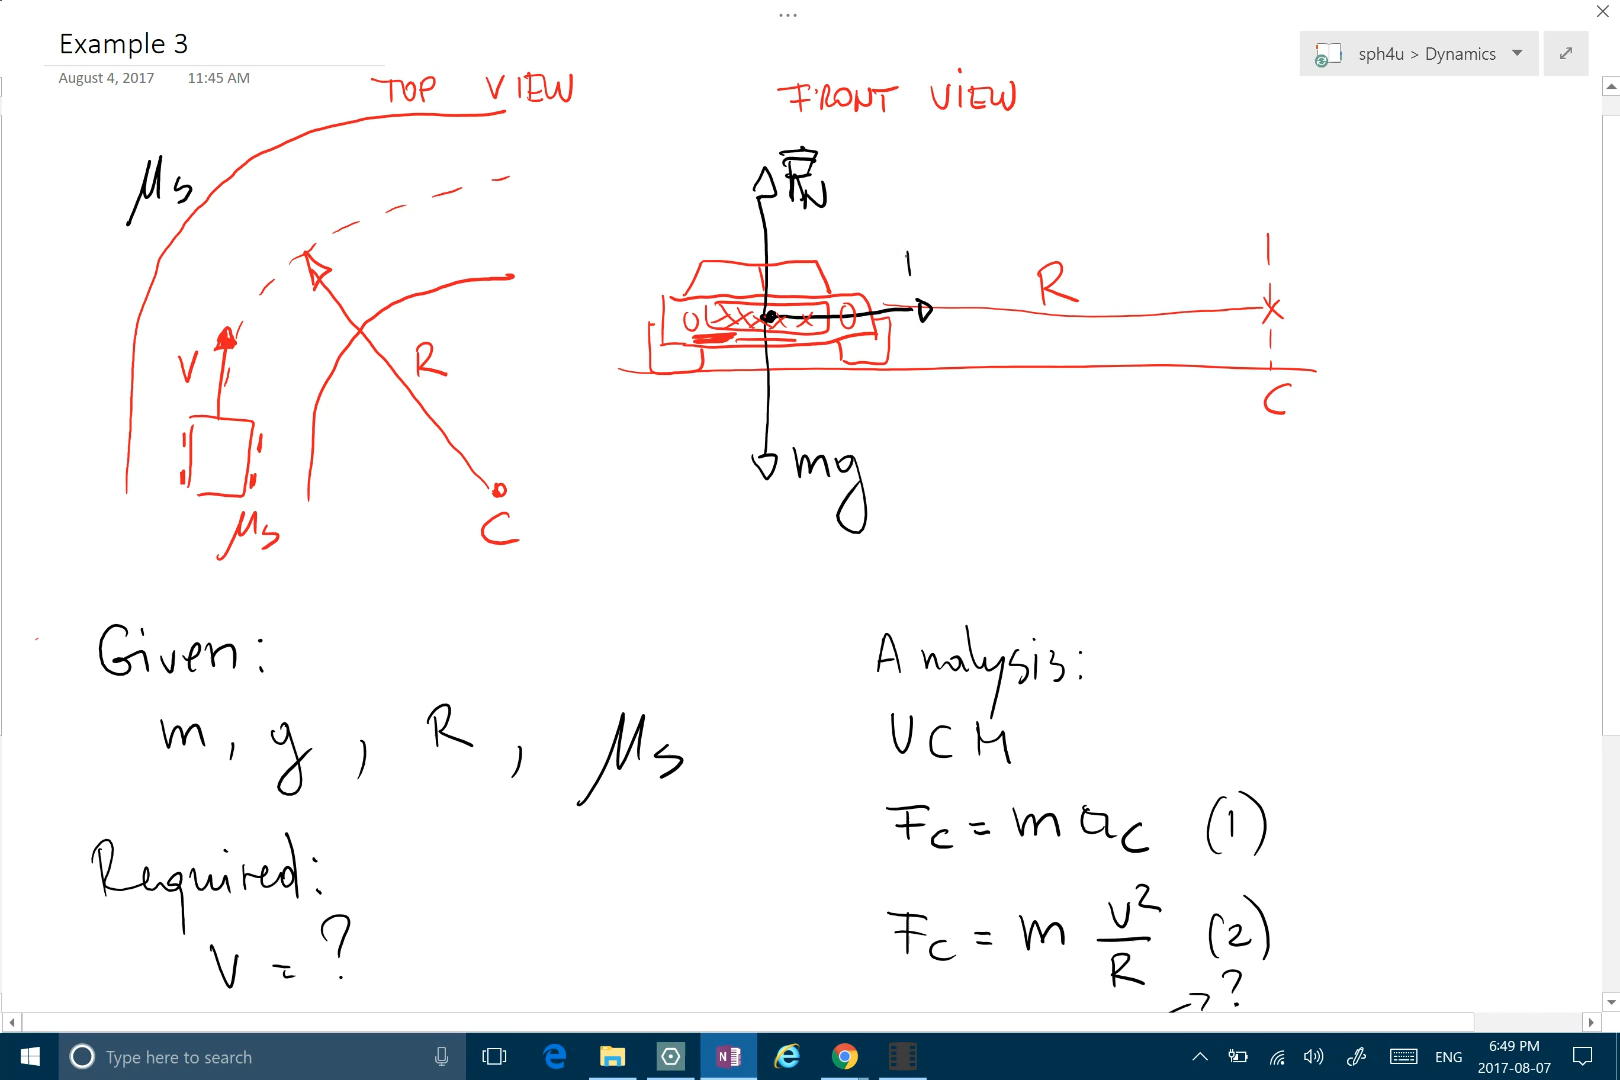 ...
Example 3
August 4, 2017 11:45 AM
sph4u > Dynamics
TOP VIEW
FRONT VIEW
μs
F_N
R
V
R
C
mg
μs
C
Given:
m, g, R, μs
Required:
V = ?
Analysis:
UCM
Fc = m ac (1)
Fc = m v²/R (2)
→ ?
Type here to search
ENG
6:49 PM
2017-08-07